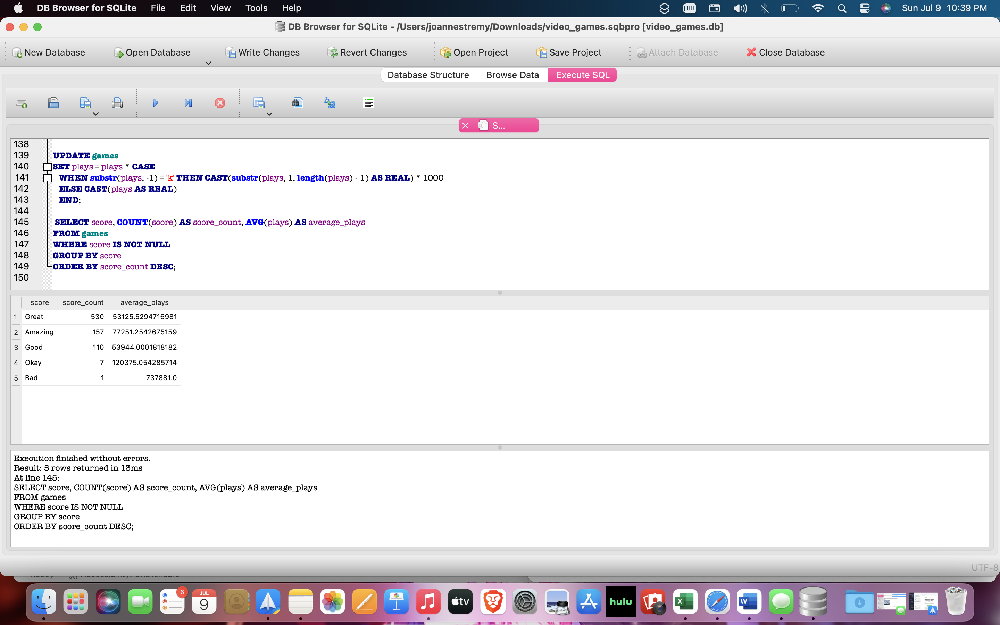 DB Browser for SQLite File Edit View Tools Help Sun Jul 9 10:39 PM
DB Browser for SQLite - /Users/joannestremy/Downloads/video_games.sqbpro [video_games.db]
New Database Open Database Write Changes Revert Changes Open Project Save Project Attach Database Close Database
Database Structure Browse Data Execute SQL
S...
138
139 UPDATE games
140 SET plays = plays * CASE
141 WHEN substr(plays, -1) = 'k' THEN CAST(substr(plays, 1, length(plays) - 1) AS REAL) * 1000
142 ELSE CAST(plays AS REAL)
143 END;
144
145 SELECT score, COUNT(score) AS score_count, AVG(plays) AS average_plays
146 FROM games
147 WHERE score IS NOT NULL
148 GROUP BY score
149 ORDER BY score_count DESC;
150
score score_count average_plays
1 Great 530 53125.5294716981
2 Amazing 157 77251.2542675159
3 Good 110 53944.0001818182
4 Okay 7 120375.054285714
5 Bad 1 737881.0
Execution finished without errors.
Result: 5 rows returned in 13ms
At line 145:
SELECT score, COUNT(score) AS score_count, AVG(plays) AS average_plays
FROM games
WHERE score IS NOT NULL
GROUP BY score
ORDER BY score_count DESC;
UTF-8
6 JUL 9 tv hulu X W